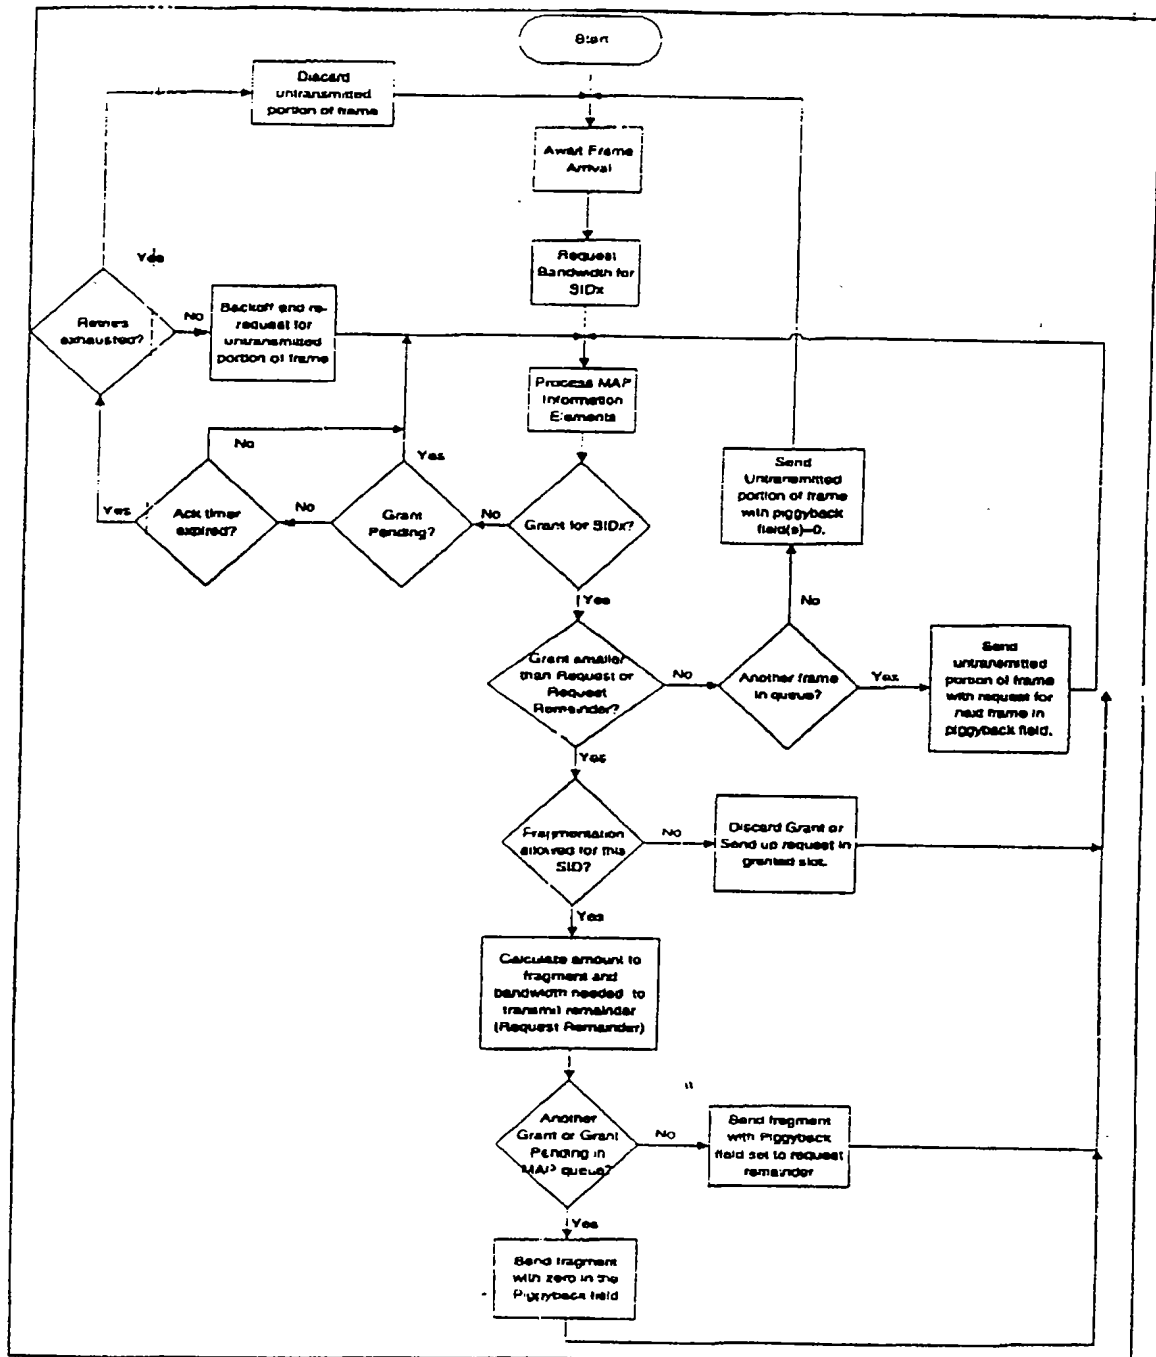 Start
Discard
untransmitted
portion of frame
Await Frame
Arrival
Request
Bandwidth for
SIDx
Yes
Retries
exhausted?
No
Backoff and re-
request for
untransmitted
portion of frame
Process MAP
Information
Elements
No
Yes
Yes
Ack timer
expired?
No
Grant
Pending?
No
Grant for SIDx?
Send
Untransmitted
portion of frame
with piggyback
field(s)=0.
Yes
No
Grant smaller
than Request or
Request
Remainder?
No
Another frame
in queue?
Yes
Send
untransmitted
portion of frame
with request for
next frame in
piggyback field.
Yes
Fragmentation
allowed for this
SID?
No
Discard Grant or
Send up request in
granted slot.
Yes
Calculate amount to
fragment and
bandwidth needed to
transmit remainder
(Request Remainder)
Another
Grant or Grant
Pending in
MAP queue?
No
Send fragment
with Piggyback
field set to request
remainder
Yes
Send fragment
with zero in the
Piggyback field